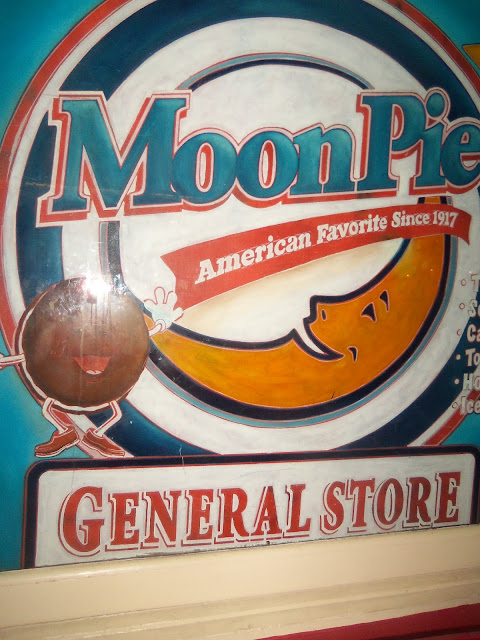 MoonPie
American Favorite Since 1917
GENERAL STORE